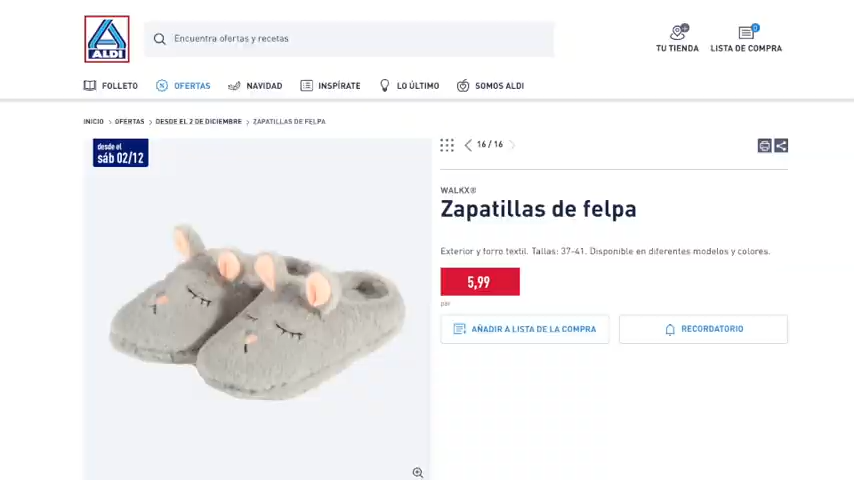 ALDI
Encuentra ofertas y recetas
TU TIENDA
0
LISTA DE COMPRA
FOLLETO
OFERTAS
NAVIDAD
INSPÍRATE
LO ÚLTIMO
SOMOS ALDI
INICIO > OFERTAS > DESDE EL 2 DE DICIEMBRE > ZAPATILLAS DE FELPA
desde el
sáb 02/12
16 / 16
WALKX®
Zapatillas de felpa
Exterior y forro textil. Tallas: 37-41. Disponible en diferentes modelos y colores.
5,99
par
AÑADIR A LISTA DE LA COMPRA
RECORDATORIO